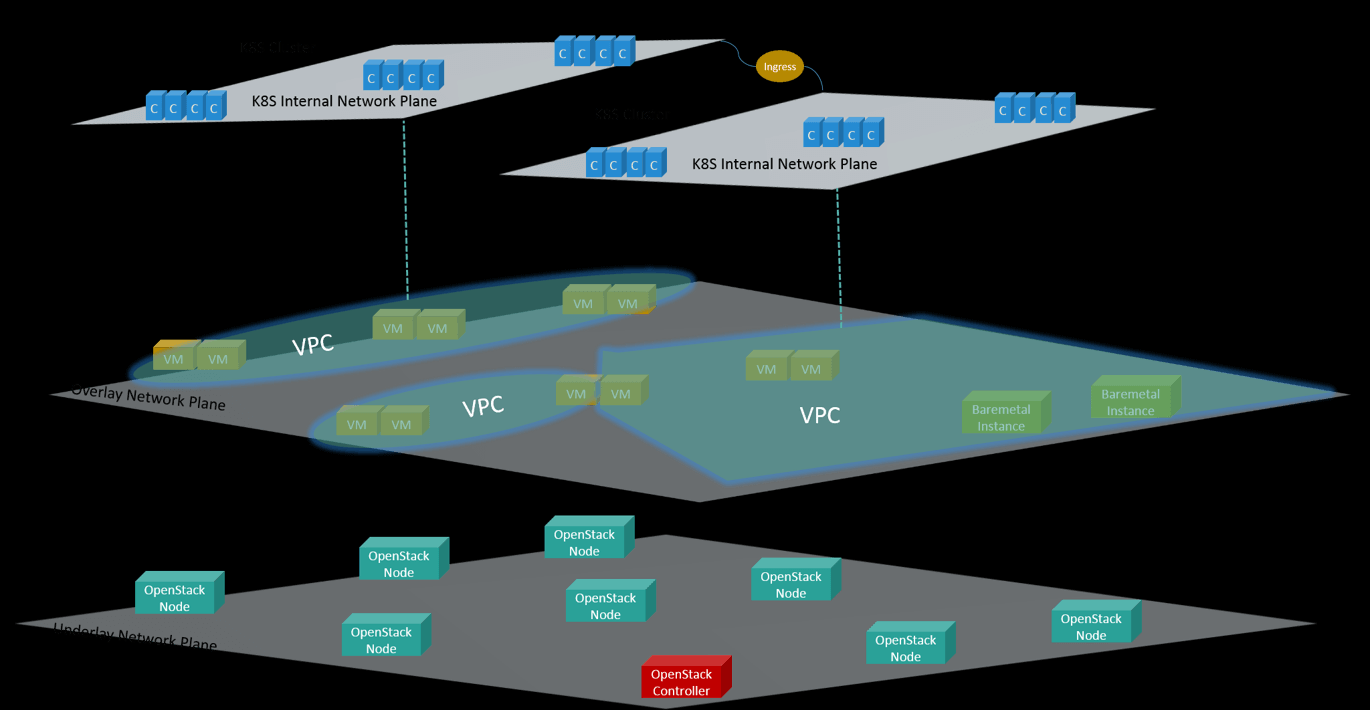 K8S Cluster
C C C C
C C C C
C C C C
K8S Internal Network Plane
Ingress
K8S Cluster
C C C C
C C C C
C C C C
K8S Internal Network Plane
VM VM
VM VM
VM VM
VPC
Overlay Network Plane
VM VM
VM VM
VPC
VM VM
VPC
Baremetal
Instance
Baremetal
Instance
OpenStack
Node
OpenStack
Node
OpenStack
Node
OpenStack
Node
OpenStack
Node
OpenStack
Node
OpenStack
Node
OpenStack
Node
Underlay Network Plane
OpenStack
Controller